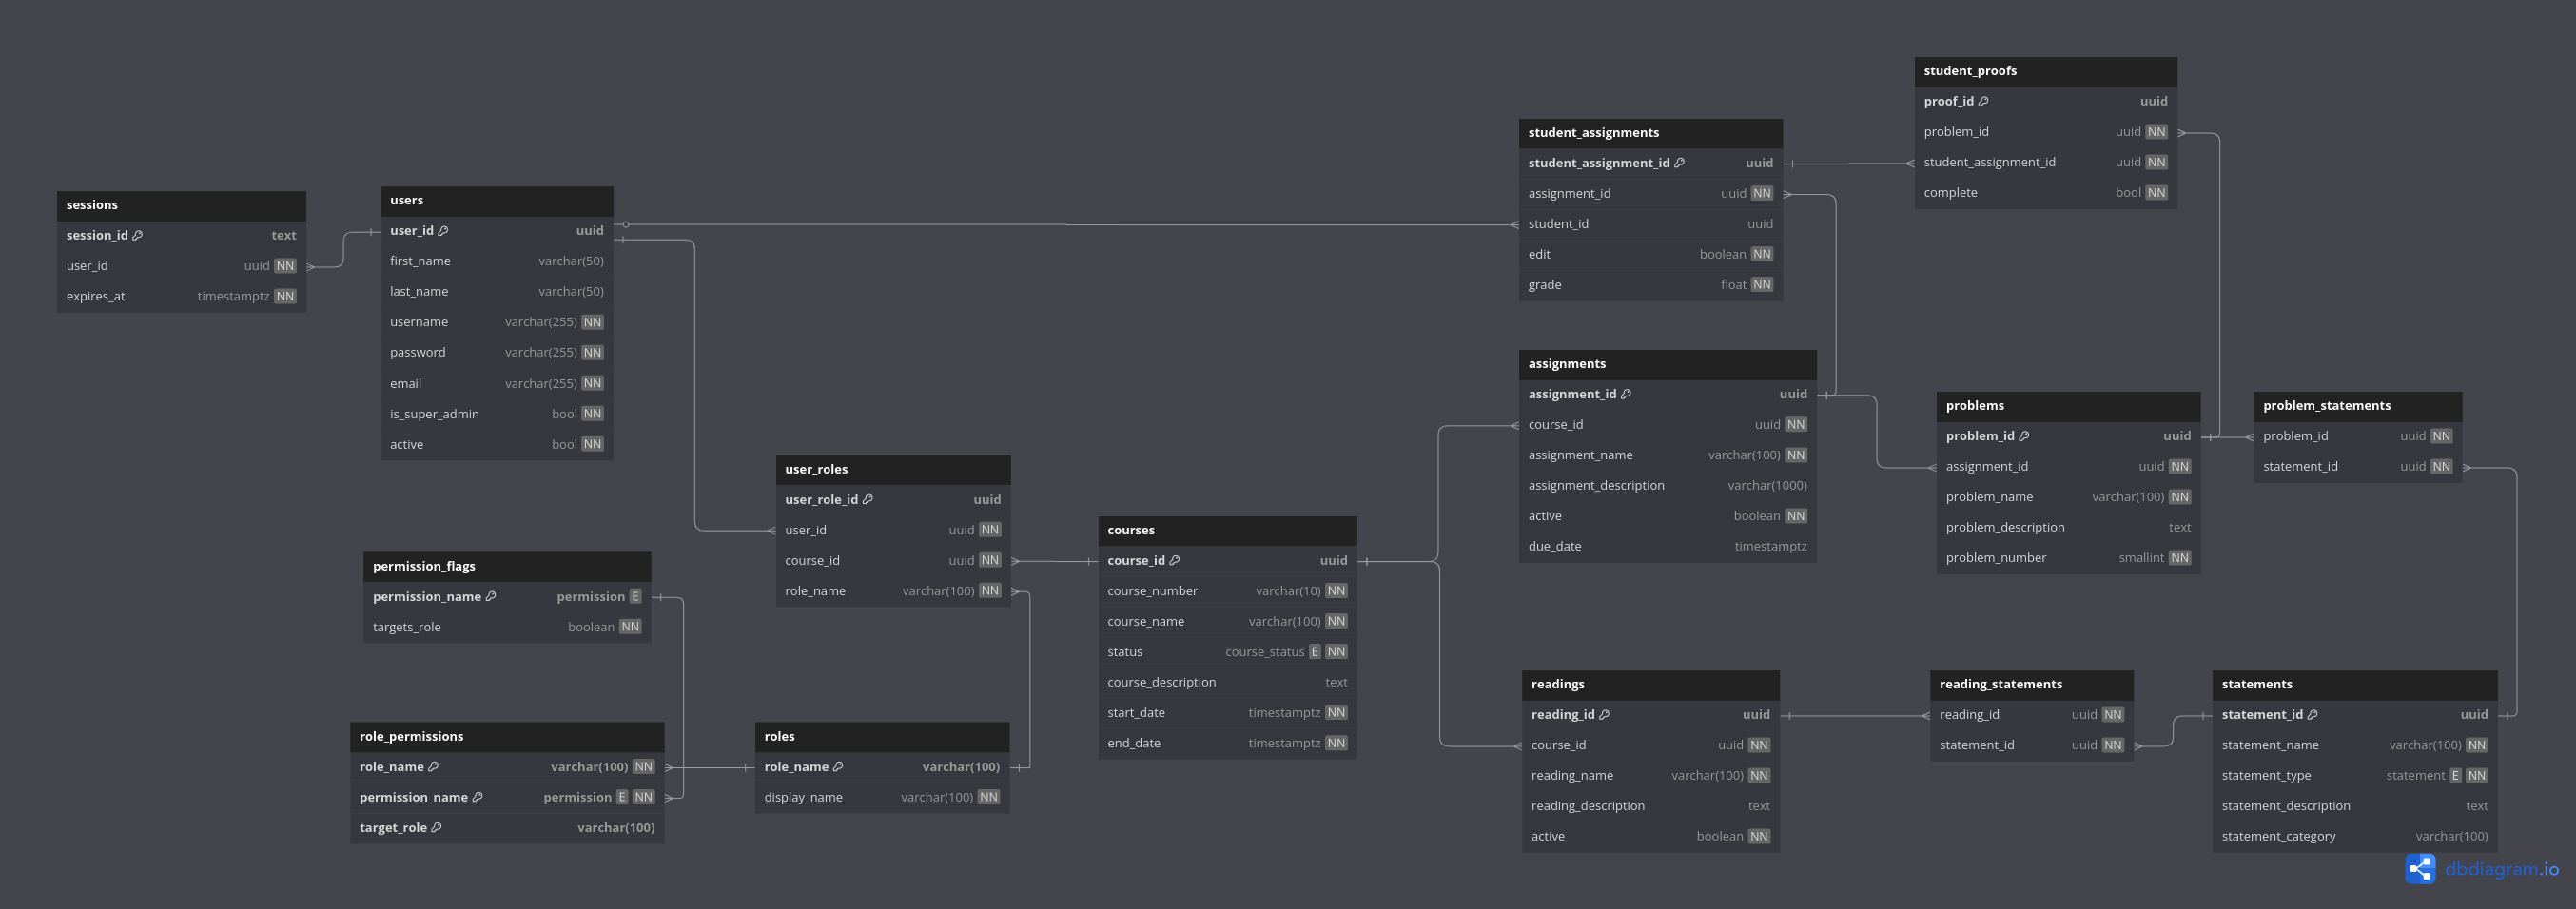 sessions
session_id text
user_id uuid NN
expires_at timestamptz NN
users
user_id uuid
first_name varchar(50)
last_name varchar(50)
username varchar(255) NN
password varchar(255) NN
email varchar(255) NN
is_super_admin bool NN
active bool NN
permission_flags
permission_name permission E
targets_role boolean NN
role_permissions
role_name varchar(100) NN
permission_name permission E NN
target_role varchar(100)
user_roles
user_role_id uuid
user_id uuid NN
course_id uuid NN
role_name varchar(100) NN
roles
role_name varchar(100)
display_name varchar(100) NN
courses
course_id uuid
course_number varchar(10) NN
course_name varchar(100) NN
status course_status E NN
course_description text
start_date timestamptz NN
end_date timestamptz NN
student_assignments
student_assignment_id uuid
assignment_id uuid NN
student_id uuid
edit boolean NN
grade float NN
assignments
assignment_id uuid
course_id uuid NN
assignment_name varchar(100) NN
assignment_description varchar(1000)
active boolean NN
due_date timestamptz
readings
reading_id uuid
course_id uuid NN
reading_name varchar(100) NN
reading_description text
active boolean NN
student_proofs
proof_id uuid
problem_id uuid NN
student_assignment_id uuid NN
complete bool NN
problems
problem_id uuid
assignment_id uuid NN
problem_name varchar(100) NN
problem_description text
problem_number smallint NN
problem_statements
problem_id uuid NN
statement_id uuid NN
reading_statements
reading_id uuid NN
statement_id uuid NN
statements
statement_id uuid
statement_name varchar(100) NN
statement_type statement E NN
statement_description text
statement_category varchar(100)
dbdiagram.io